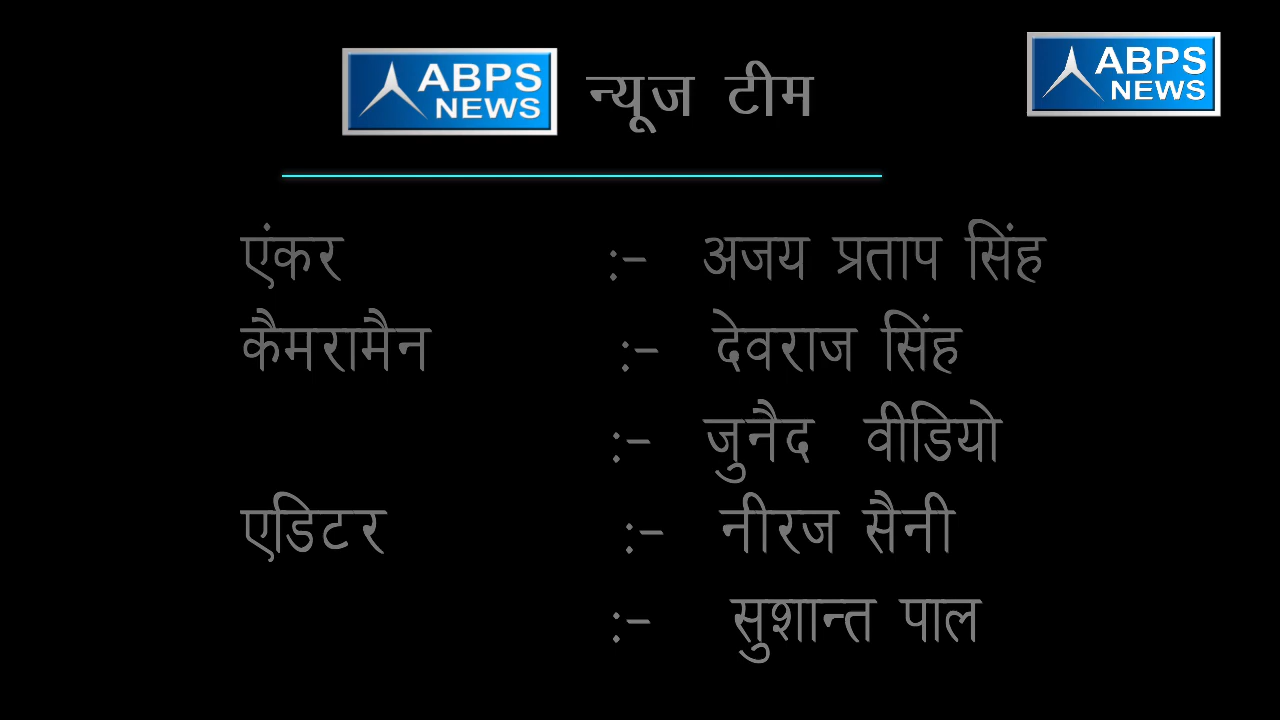 ABPS NEWS न्यूज टीम
ABPS NEWS
एंकर :- अजय प्रताप सिंह
कैमरामैन :- देवराज सिंह
:- जुनैद वीडियो
एडिटर :- नीरज सैनी
:- सुशान्त पाल